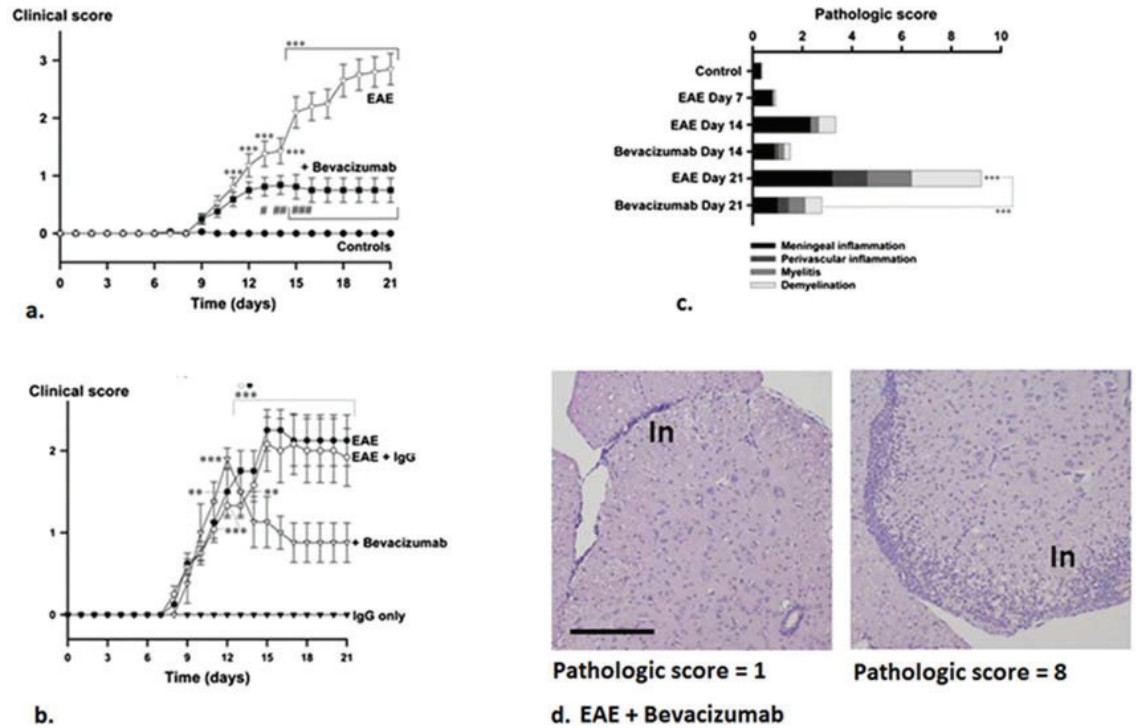 Clinical score
***
3
EAE
2
***
***
***
***
+ Bevacizumab
1
# ## ###
0
Controls
0 3 6 9 12 15 18 21
Time (days)
a.
Pathologic score
0 2 4 6 8 10
Control
EAE Day 7
EAE Day 14
Bevacizumab Day 14
EAE Day 21
***
Bevacizumab Day 21
***
Meningeal inflammation
Perivascular inflammation
Myelitis
Demyelination
c.
Clinical score
***
2
EAE
EAE + IgG
***
** **
***
1
+ Bevacizumab
0
IgG only
0 3 6 9 12 15 18 21
Time (days)
b.
In
In
Pathologic score = 1
Pathologic score = 8
d. EAE + Bevacizumab